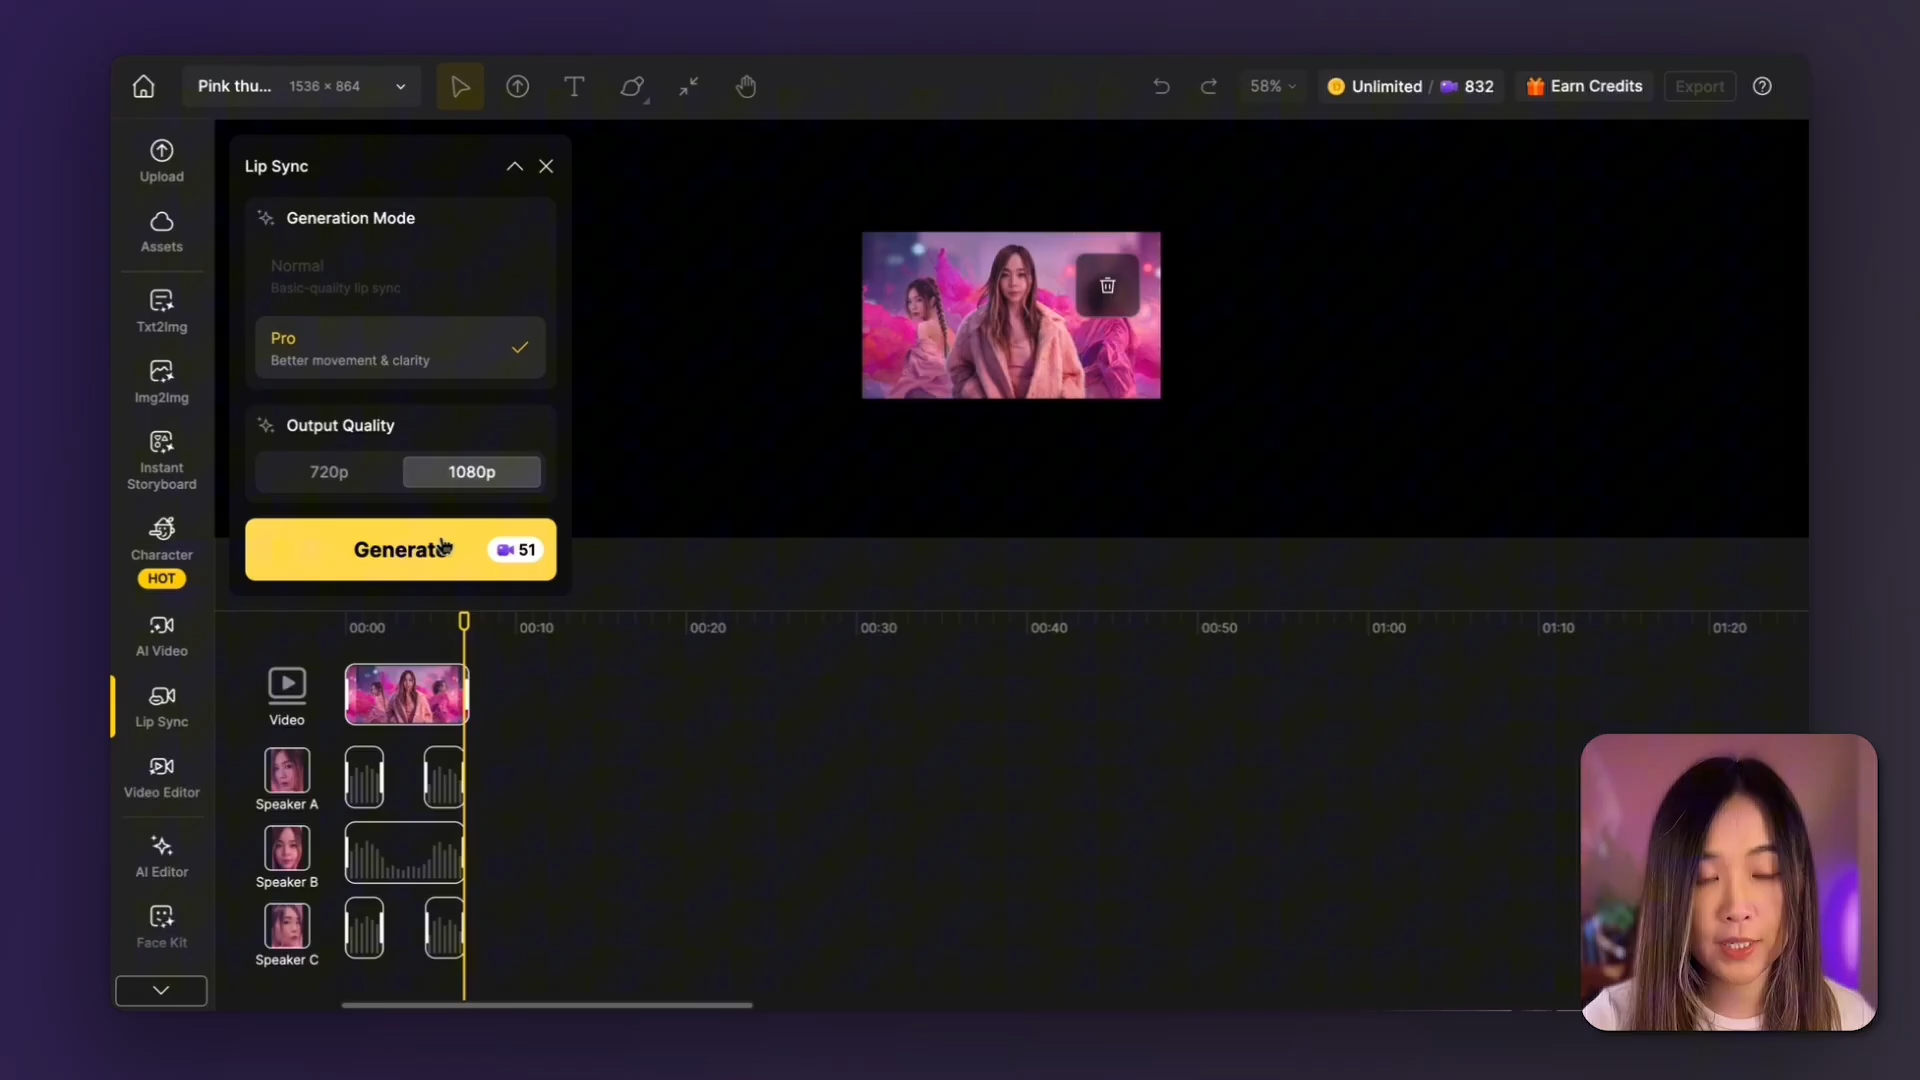 Pink thu...
1536 × 864
58%
Unlimited / 832
Earn Credits
Export
Upload
Assets
Txt2Img
Img2Img
Instant
Storyboard
Character
HOT
AI Video
Lip Sync
Video Editor
AI Editor
Face Kit
Lip Sync
Generation Mode
Normal
Basic-quality lip sync
Pro
Better movement & clarity
Output Quality
720p
1080p
Generate
51
00:00
00:10
00:20
00:30
00:40
00:50
01:00
01:10
01:20
Video
Speaker A
Speaker B
Speaker C